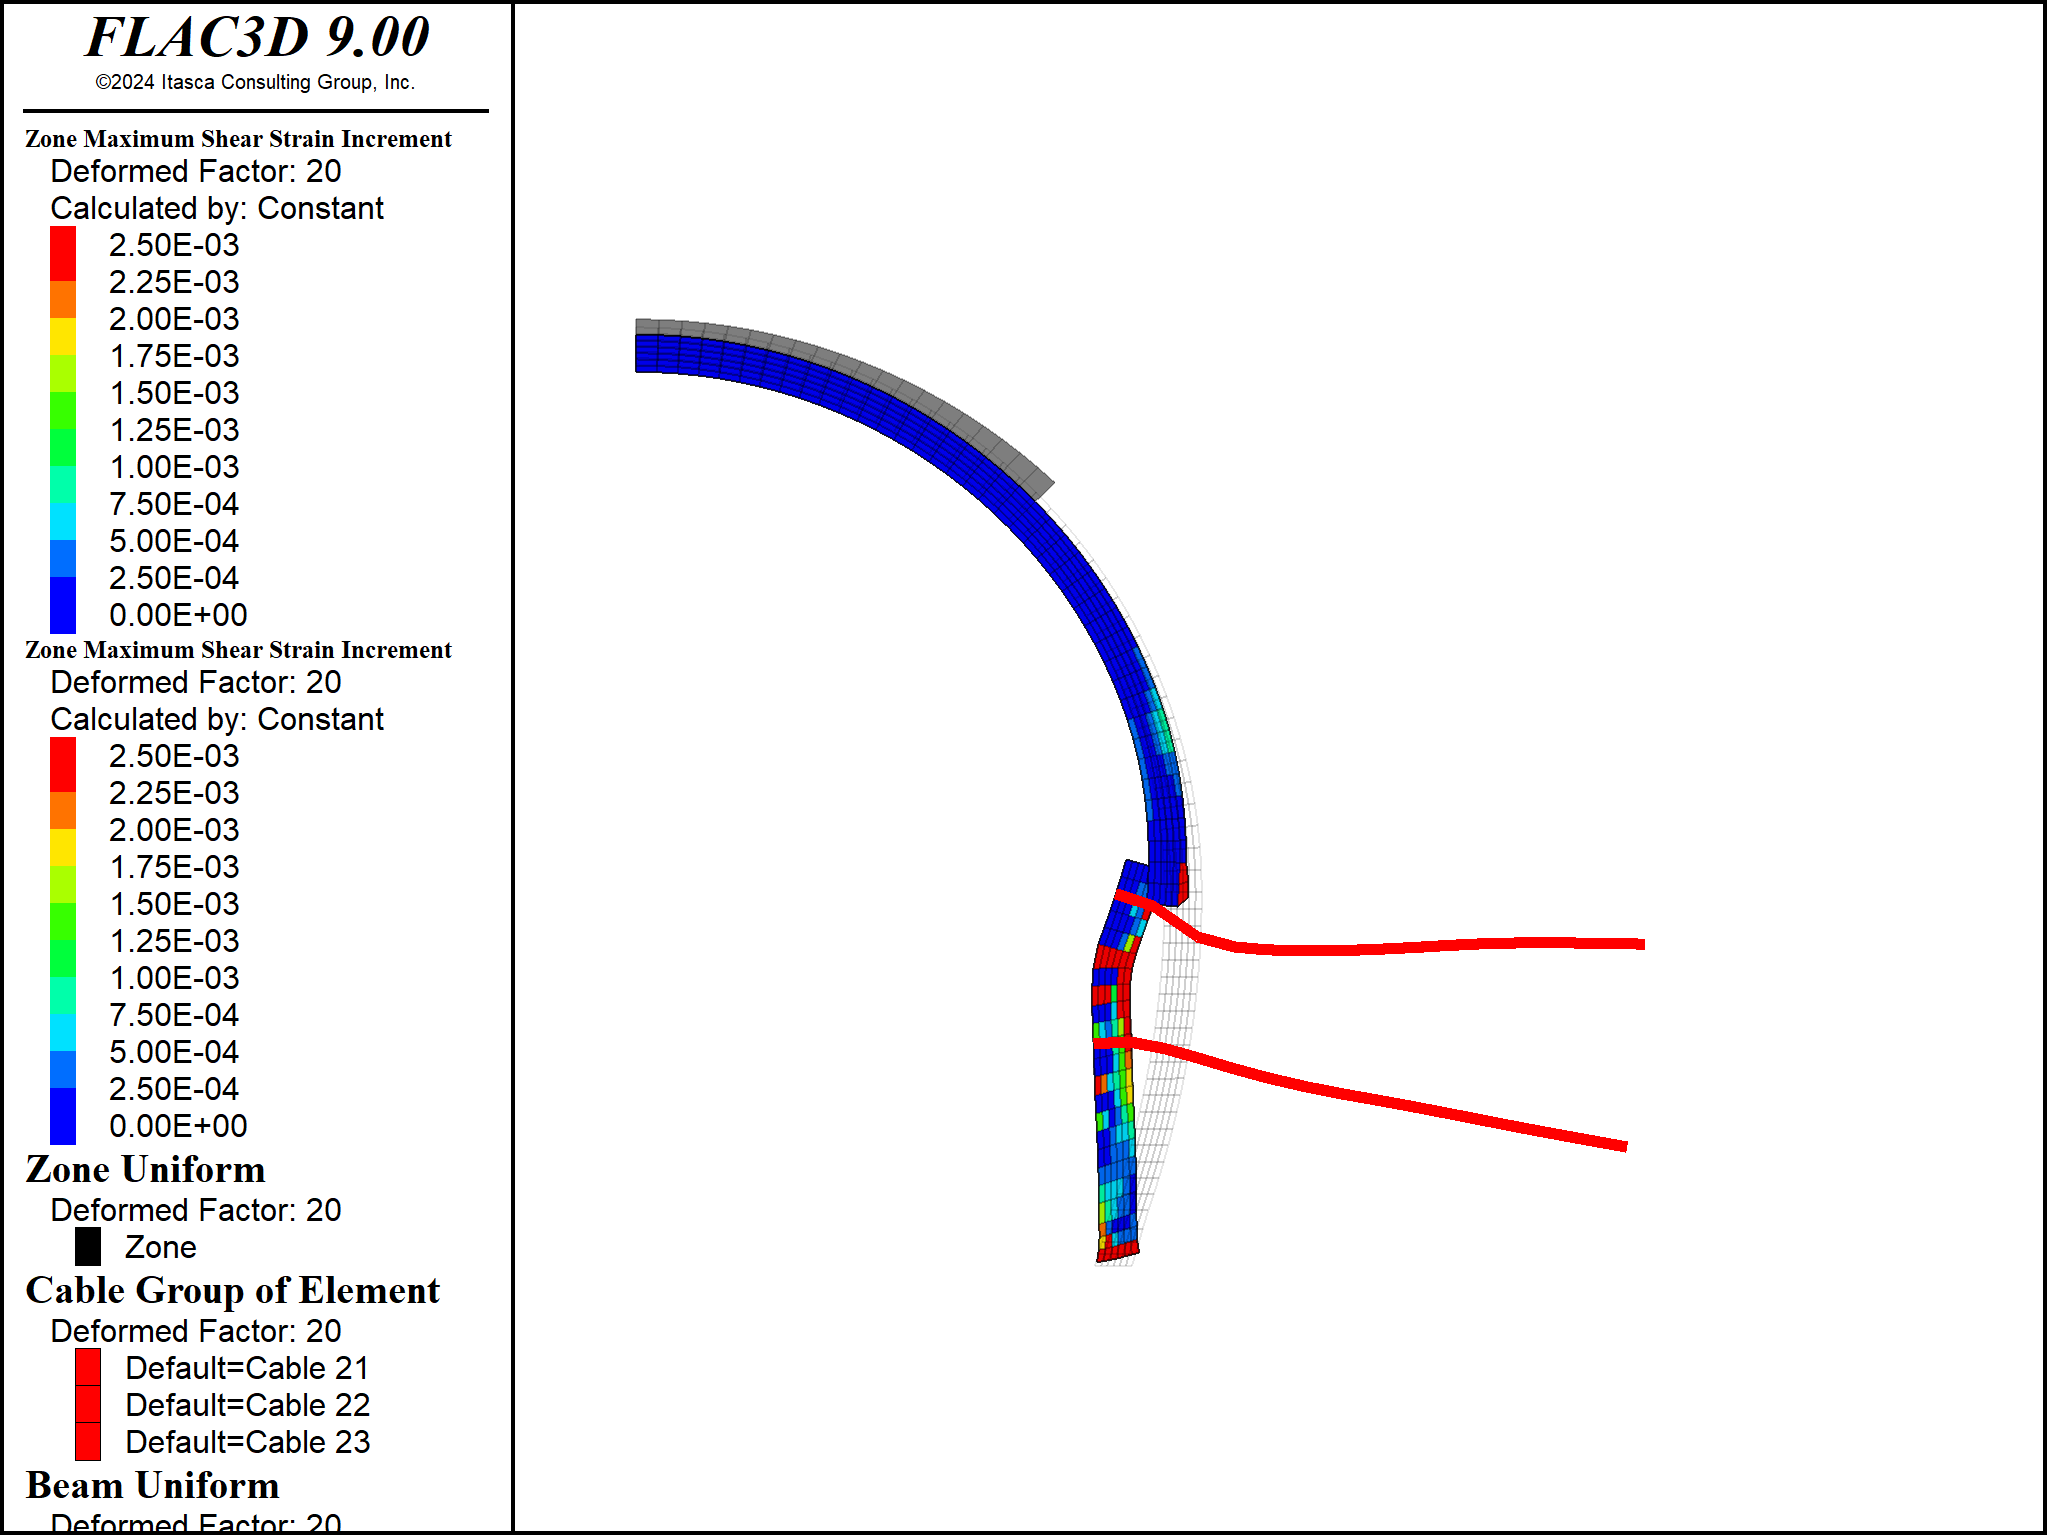 FLAC3D 9.00
©2024 Itasca Consulting Group, Inc.
Zone Maximum Shear Strain Increment
Deformed Factor: 20
Calculated by: Constant
2.50E-03
2.25E-03
2.00E-03
1.75E-03
1.50E-03
1.25E-03
1.00E-03
7.50E-04
5.00E-04
2.50E-04
0.00E+00
Zone Maximum Shear Strain Increment
Deformed Factor: 20
Calculated by: Constant
2.50E-03
2.25E-03
2.00E-03
1.75E-03
1.50E-03
1.25E-03
1.00E-03
7.50E-04
5.00E-04
2.50E-04
0.00E+00
Zone Uniform
Deformed Factor: 20
Zone
Cable Group of Element
Deformed Factor: 20
Default=Cable 21
Default=Cable 22
Default=Cable 23
Beam Uniform
Deformed Factor: 20